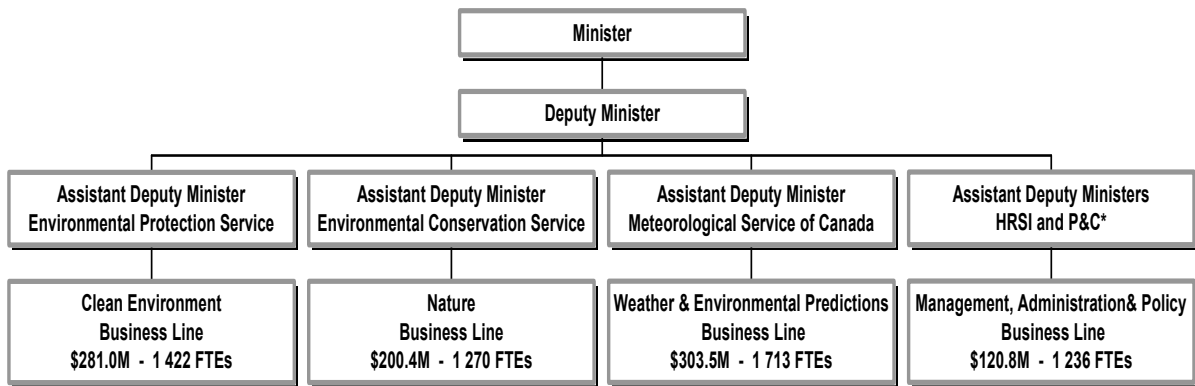 Minister
Deputy Minister
Assistant Deputy Minister
Environmental Protection Service
Assistant Deputy Minister
Environmental Conservation Service
Assistant Deputy Minister
Meteorological Service of Canada
Assistant Deputy Ministers
HRSI and P&C*
Clean Environment
Business Line
$281.0M - 1 422 FTEs
Nature
Business Line
$200.4M - 1 270 FTEs
Weather & Environmental Predictions
Business Line
$303.5M - 1 713 FTEs
Management, Administration& Policy
Business Line
$120.8M - 1 236 FTEs